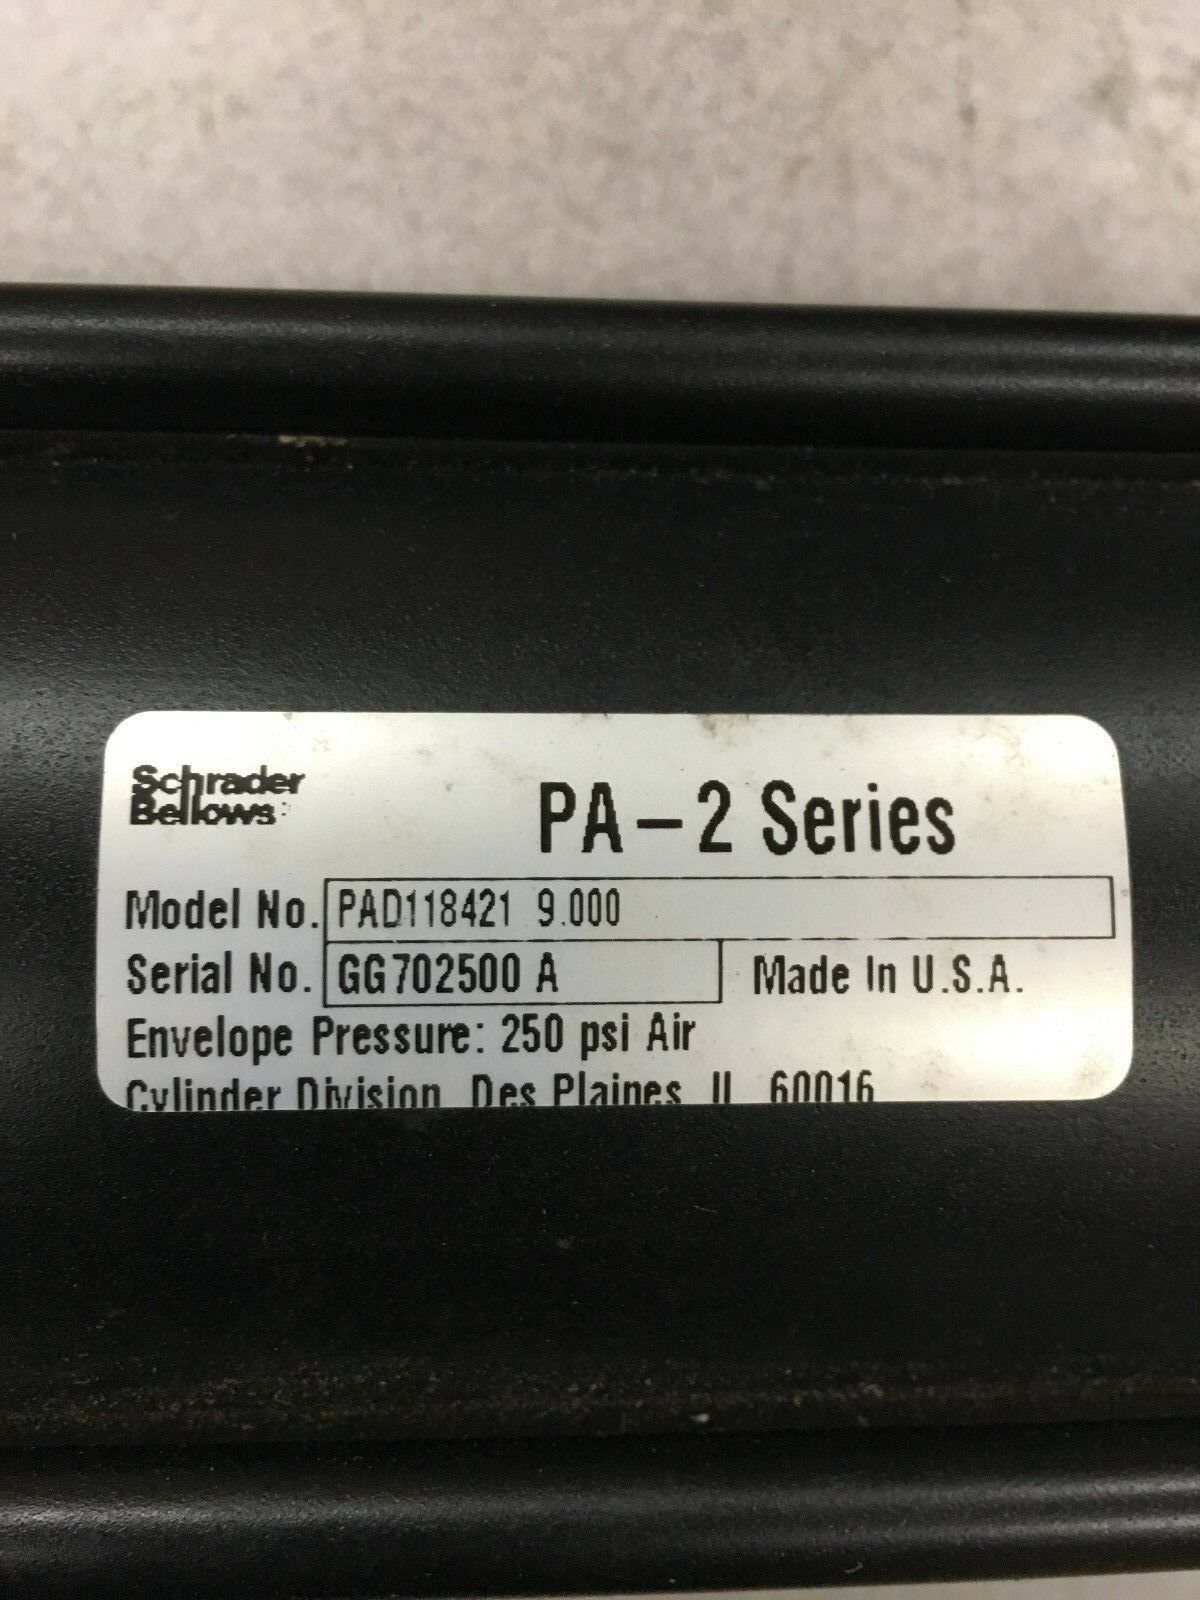 Schrader
Bellows
PA-2 Series
Model No. PAD118421 9.000
Serial No. GG702500 A Made In U.S.A.
Envelope Pressure: 250 psi Air
Cylinder Division Des Plaines IL 60016